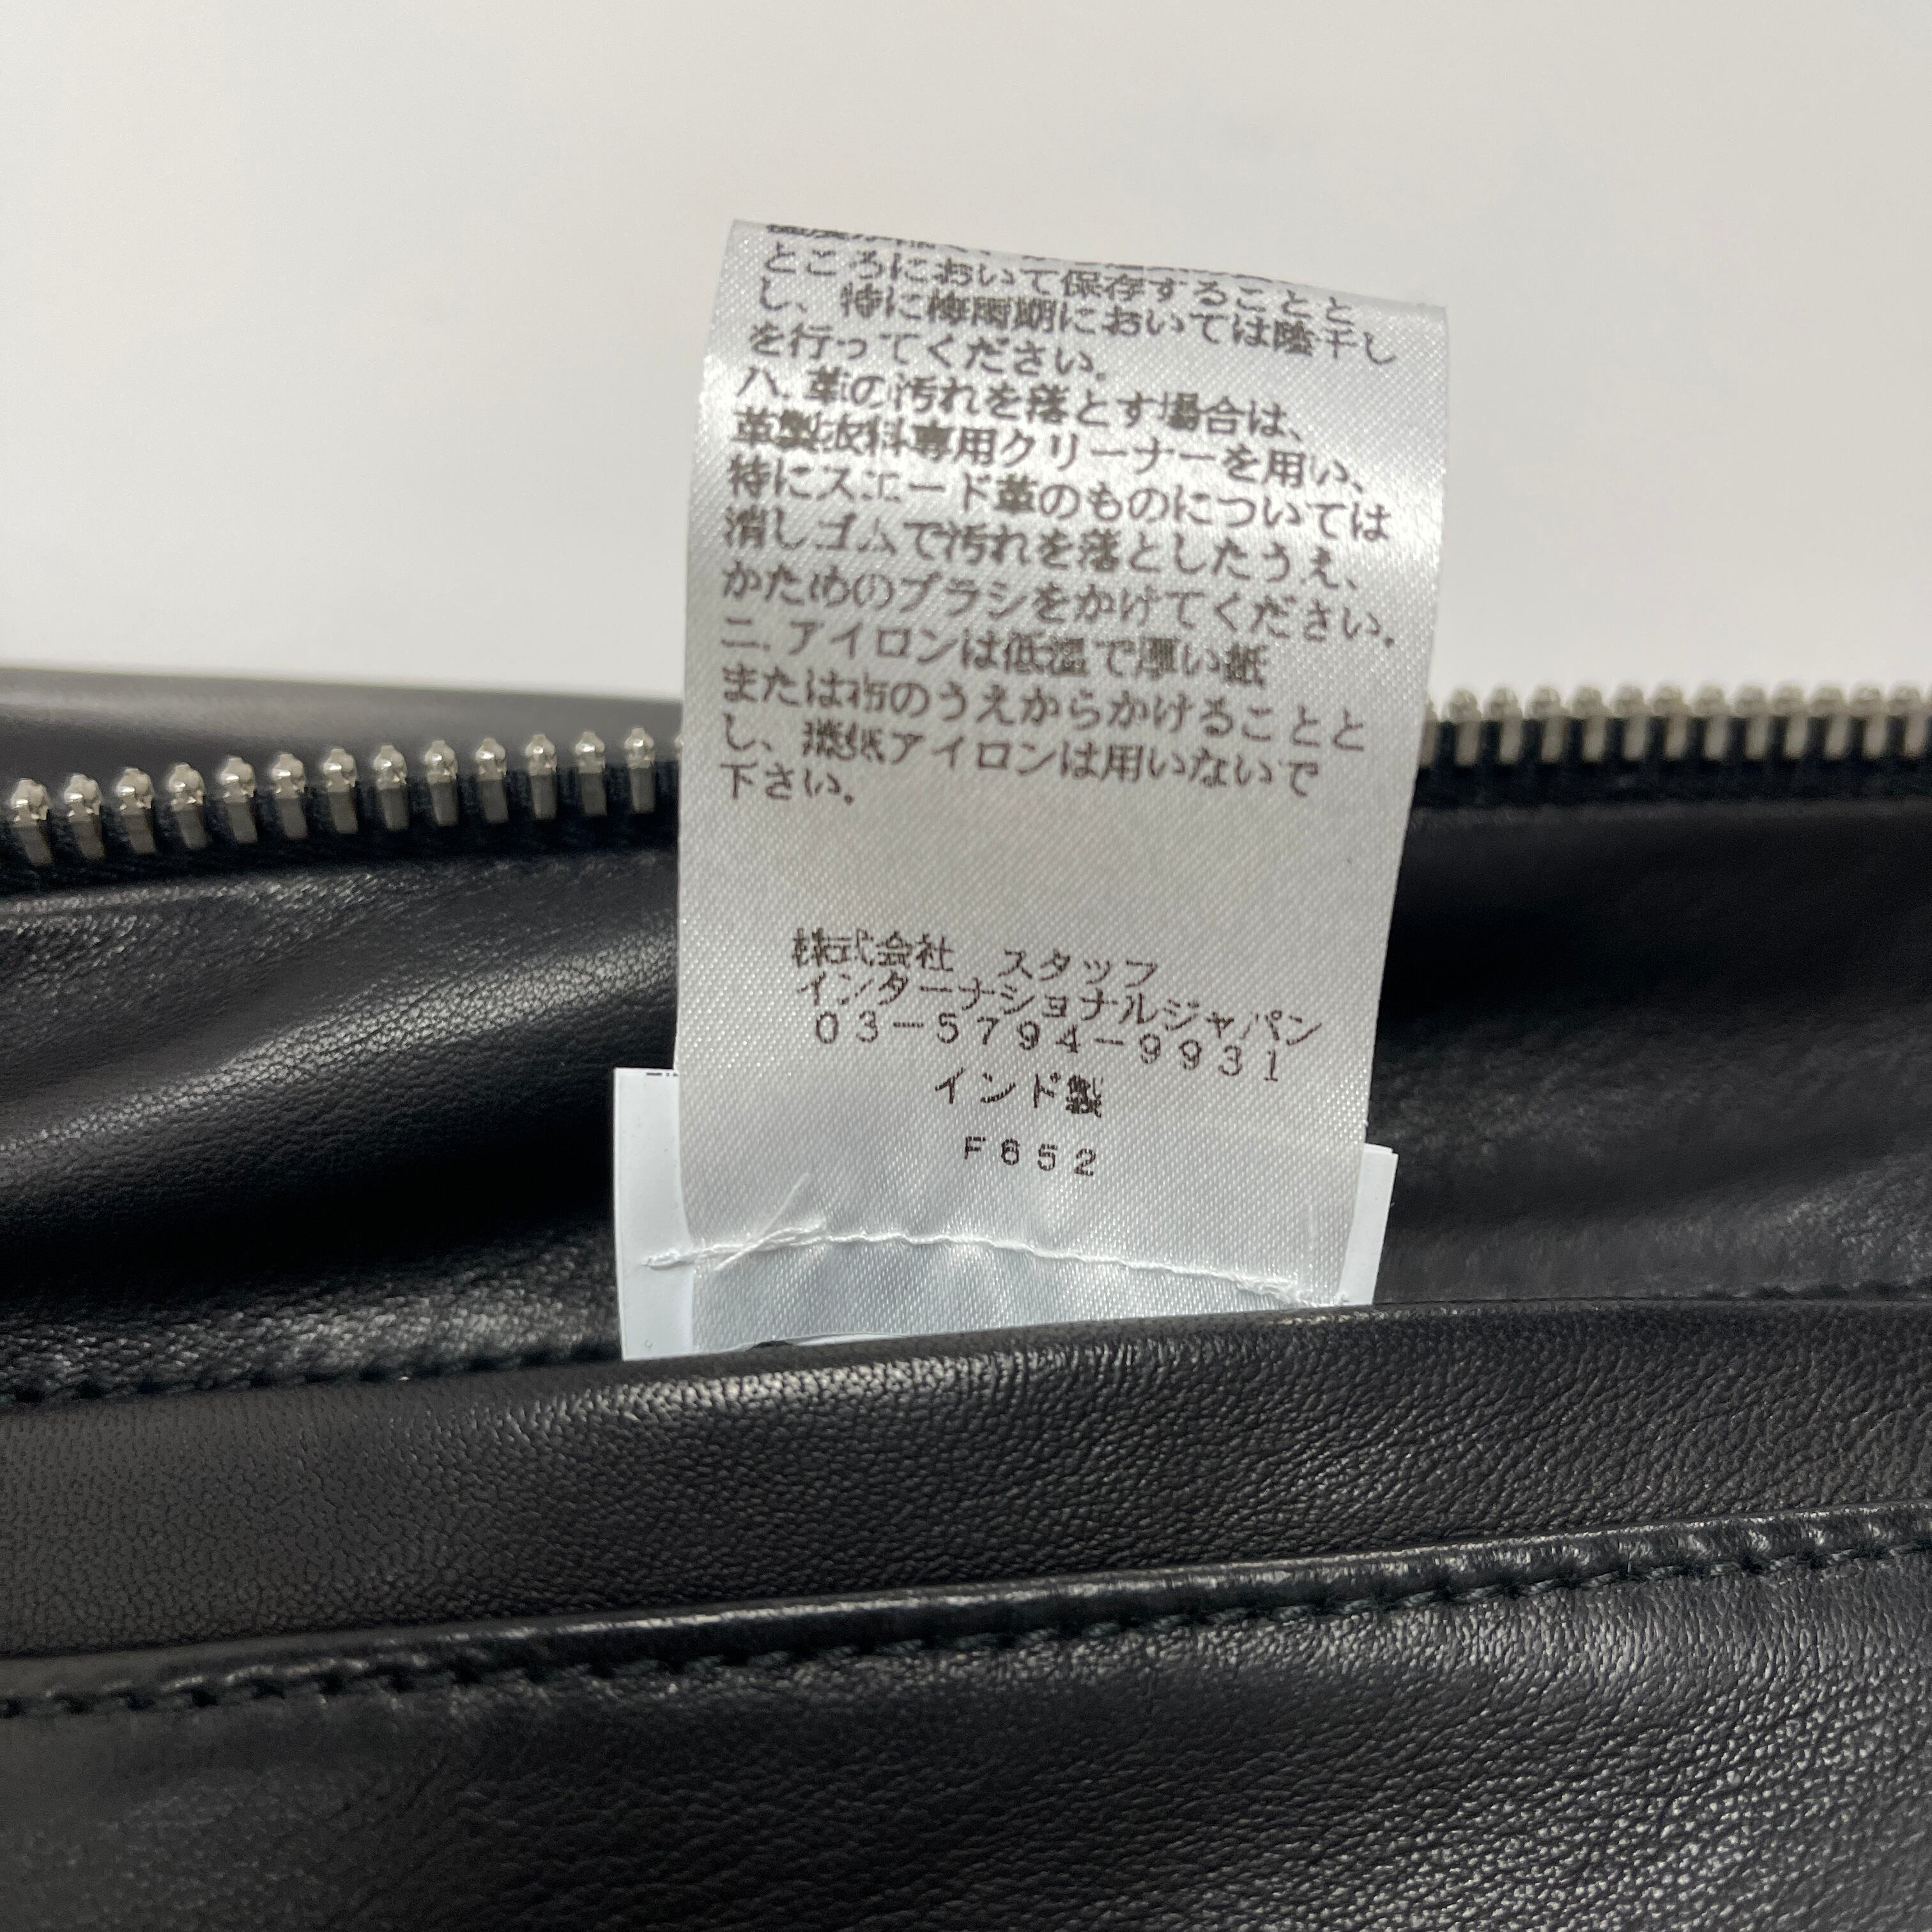 ところにおいて保存することと
し、特に梅雨期においては陰干し
を行ってください。
ハ.革の汚れを落とす場合は、
革製衣料専用クリーナーを用い、
特にスエード革のものについては
消しゴムで汚れを落としたうえ、
かためのブラシをかけてください。
ニ.アイロンは低温で厚い紙
または布のうえからかけることと
し、アイロンは用いないで
下さい。
株式会社 スタッフ
インターナショナルジャパン
03-5794-9931
インド製
F652